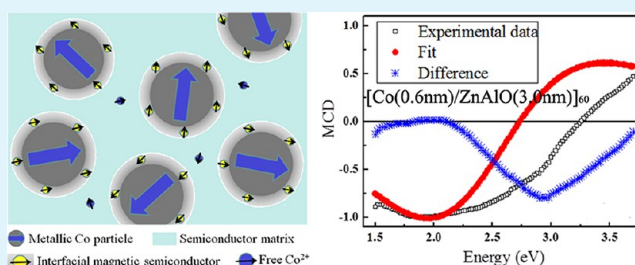 Metallic Co particle
Semiconductor matrix
Interfacial magnetic semiconductor
Free Co²⁺
Experimental data
Fit
Difference
[Co(0.6nm)/ZnAlO(3.0nm)]₆₀
MCD
0.5
0.0
-0.5
-1.0
1.5 2.0 2.5 3.0 3.5
Energy (eV)